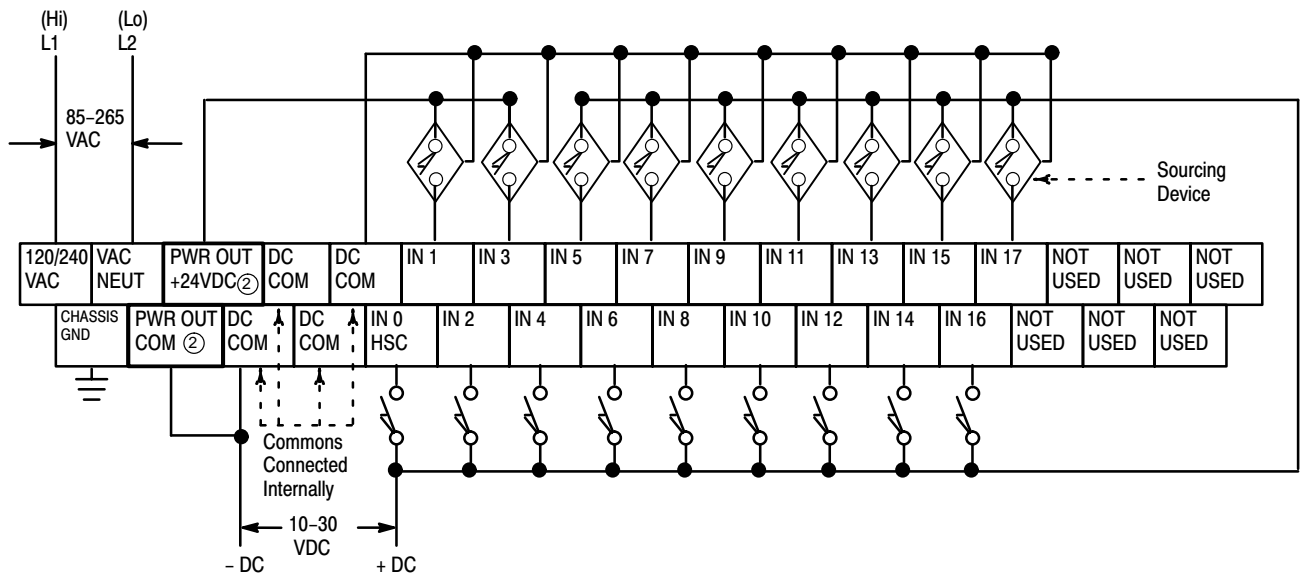 (Hi)
L1
(Lo)
L2
85–265
VAC
Sourcing
Device
120/240
VAC
VAC
NEUT
PWR OUT
+24VDC②
DC
COM
DC
COM
IN 1
IN 3
IN 5
IN 7
IN 9
IN 11
IN 13
IN 15
IN 17
NOT
USED
NOT
USED
NOT
USED
CHASSIS
GND
PWR OUT
COM ②
DC
COM
DC
COM
IN 0
HSC
IN 2
IN 4
IN 6
IN 8
IN 10
IN 12
IN 14
IN 16
NOT
USED
NOT
USED
NOT
USED
Commons
Connected
Internally
10–30
VDC
– DC
+ DC